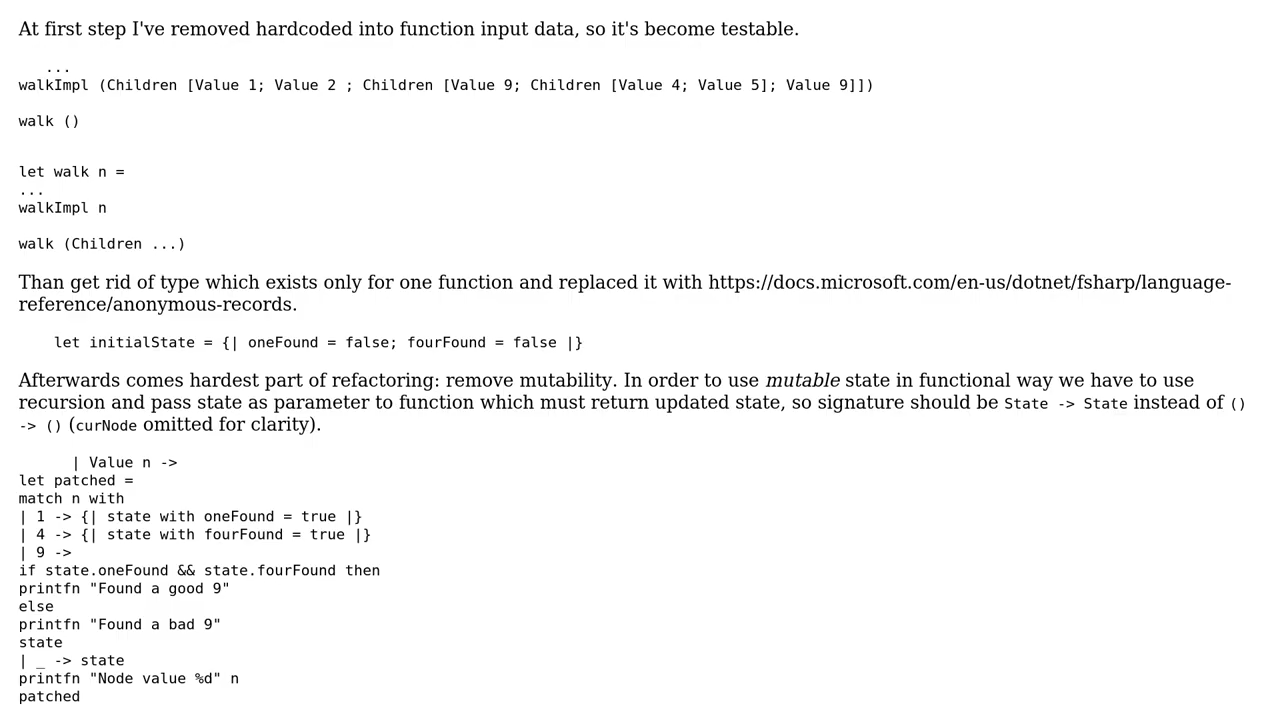 At first step I've removed hardcoded into function input data, so it's become testable.
...
walkImpl (Children [Value 1; Value 2 ; Children [Value 9; Children [Value 4; Value 5]; Value 9]])
walk ()
let walk n =
...
walkImpl n
walk (Children ...)
Than get rid of type which exists only for one function and replaced it with https://docs.microsoft.com/en-us/dotnet/fsharp/language-
reference/anonymous-records.
let initialState = {| oneFound = false; fourFound = false |}
Afterwards comes hardest part of refactoring: remove mutability. In order to use mutable state in functional way we have to use
recursion and pass state as parameter to function which must return updated state, so signature should be State -> State instead of ()
-> () (curNode omitted for clarity).
| Value n ->
let patched =
match n with
| 1 -> {| state with oneFound = true |}
| 4 -> {| state with fourFound = true |}
| 9 ->
if state.oneFound && state.fourFound then
printfn "Found a good 9"
else
printfn "Found a bad 9"
state
| _ -> state
printfn "Node value %d" n
patched